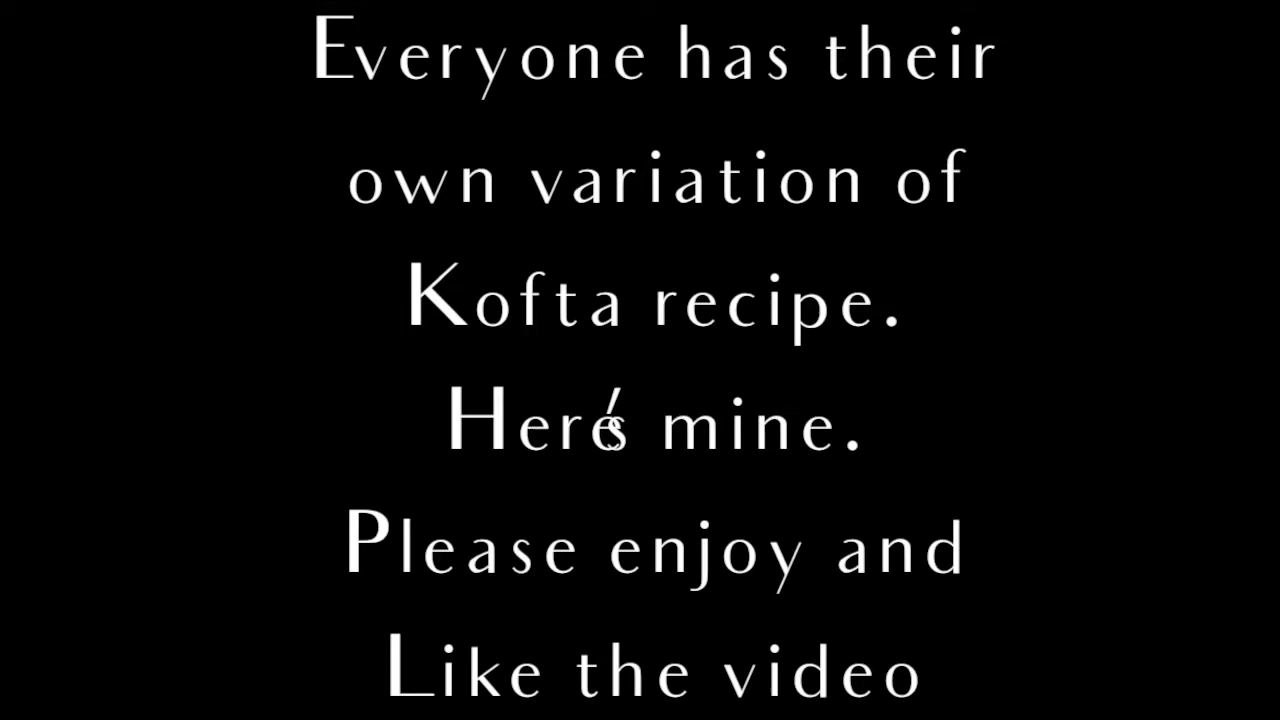 Everyone has their
own variation of
Kofta recipe.
Here's mine.
Please enjoy and
Like the video